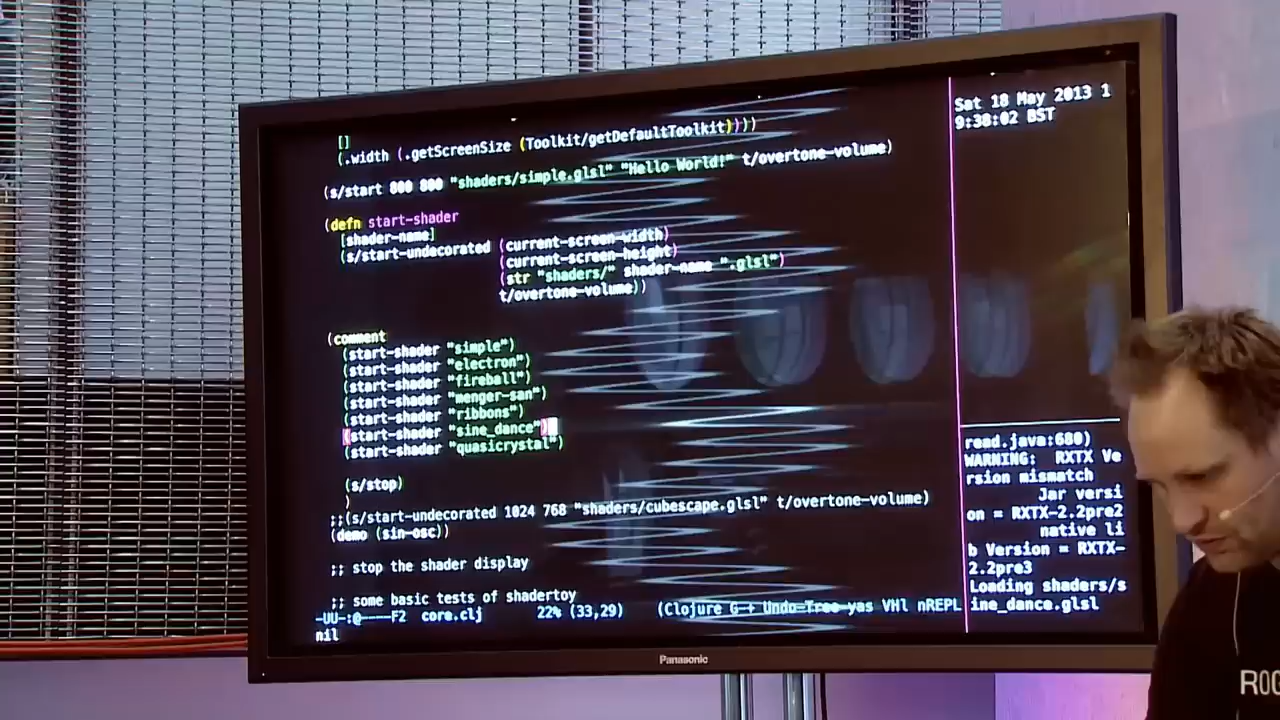 []
(.width (.getScreenSize (Toolkit/getDefaultToolkit))))
(s/start 800 800 "shaders/simple.glsl" "Hello World!" t/overtone-volume)
(defn start-shader
[shader-name]
(s/start-undecorated (current-screen-width)
(current-screen-height)
(str "shaders/" shader-name ".glsl")
t/overtone-volume))
(comment
(start-shader "simple")
(start-shader "electron")
(start-shader "fireball")
(start-shader "menger-san")
(start-shader "ribbons")
(start-shader "sine_dance")
(start-shader "quasicrystal")
(s/stop)
)
;;(s/start-undecorated 1024 768 "shaders/cubescape.glsl" t/overtone-volume)
(demo (sin-osc))
;; stop the shader display
;; some basic tests of shadertoy
-UU-:@----F2 core.clj 22% (33,29) (Clojure G-+ Undo-Tree yas VHl nREPL
nil
Sat 18 May 2013 1
9:38:02 BST
read.java:680)
WARNING: RXTX Ve
rsion mismatch
Jar versi
on = RXTX-2.2pre2
native li
b Version = RXTX-
2.2pre3
Loading shaders/s
ine_dance.glsl
Panasonic